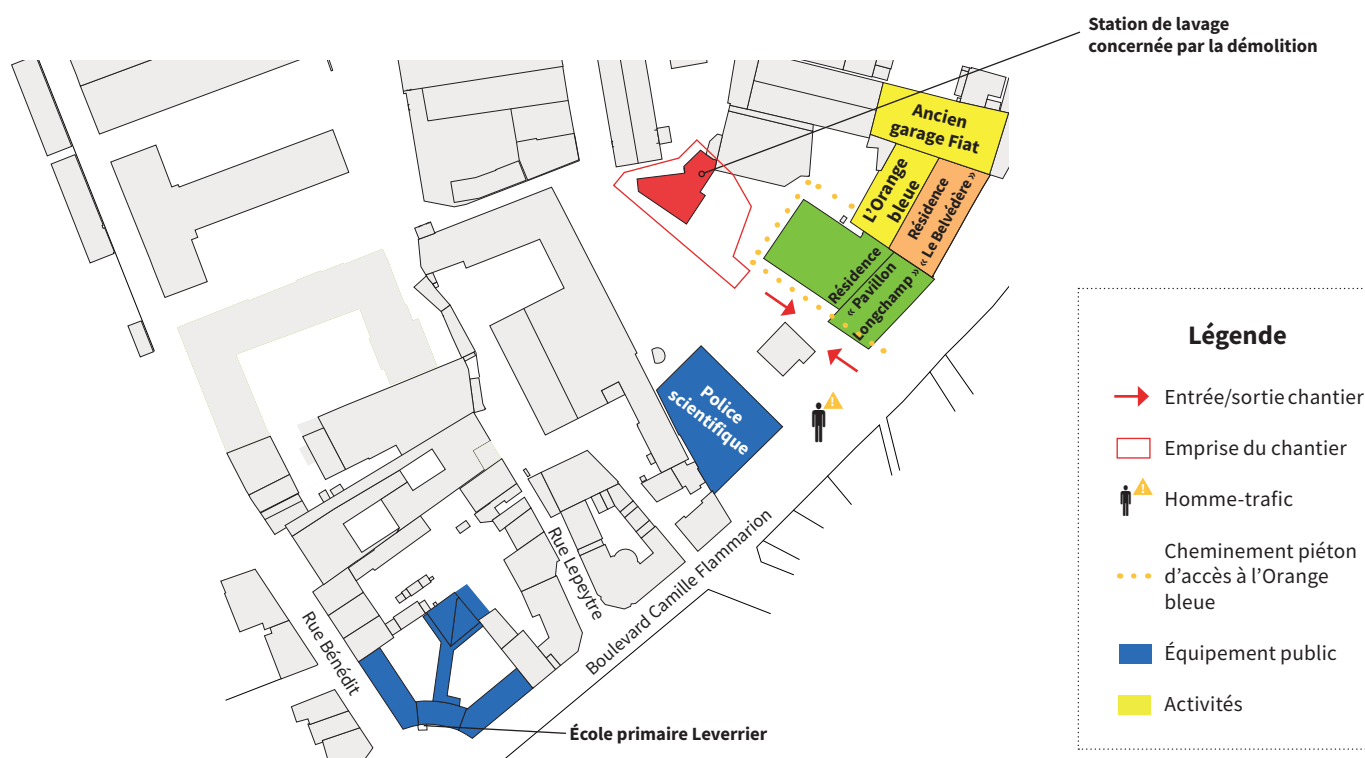 Station de lavage
concernée par la démolition
Ancien
garage Fiat
L’Orange
bleue
Résidence
« Le Belvédère »
Résidence
« Pavillon
Longchamp »
Police
scientifique
Rue Lepeytre
Boulevard Camille Flammarion
Rue Bénédit
École primaire Leverrier
Légende
Entrée/sortie chantier
Emprise du chantier
Homme-trafic
Cheminement piéton
d’accès à l’Orange
bleue
Équipement public
Activités